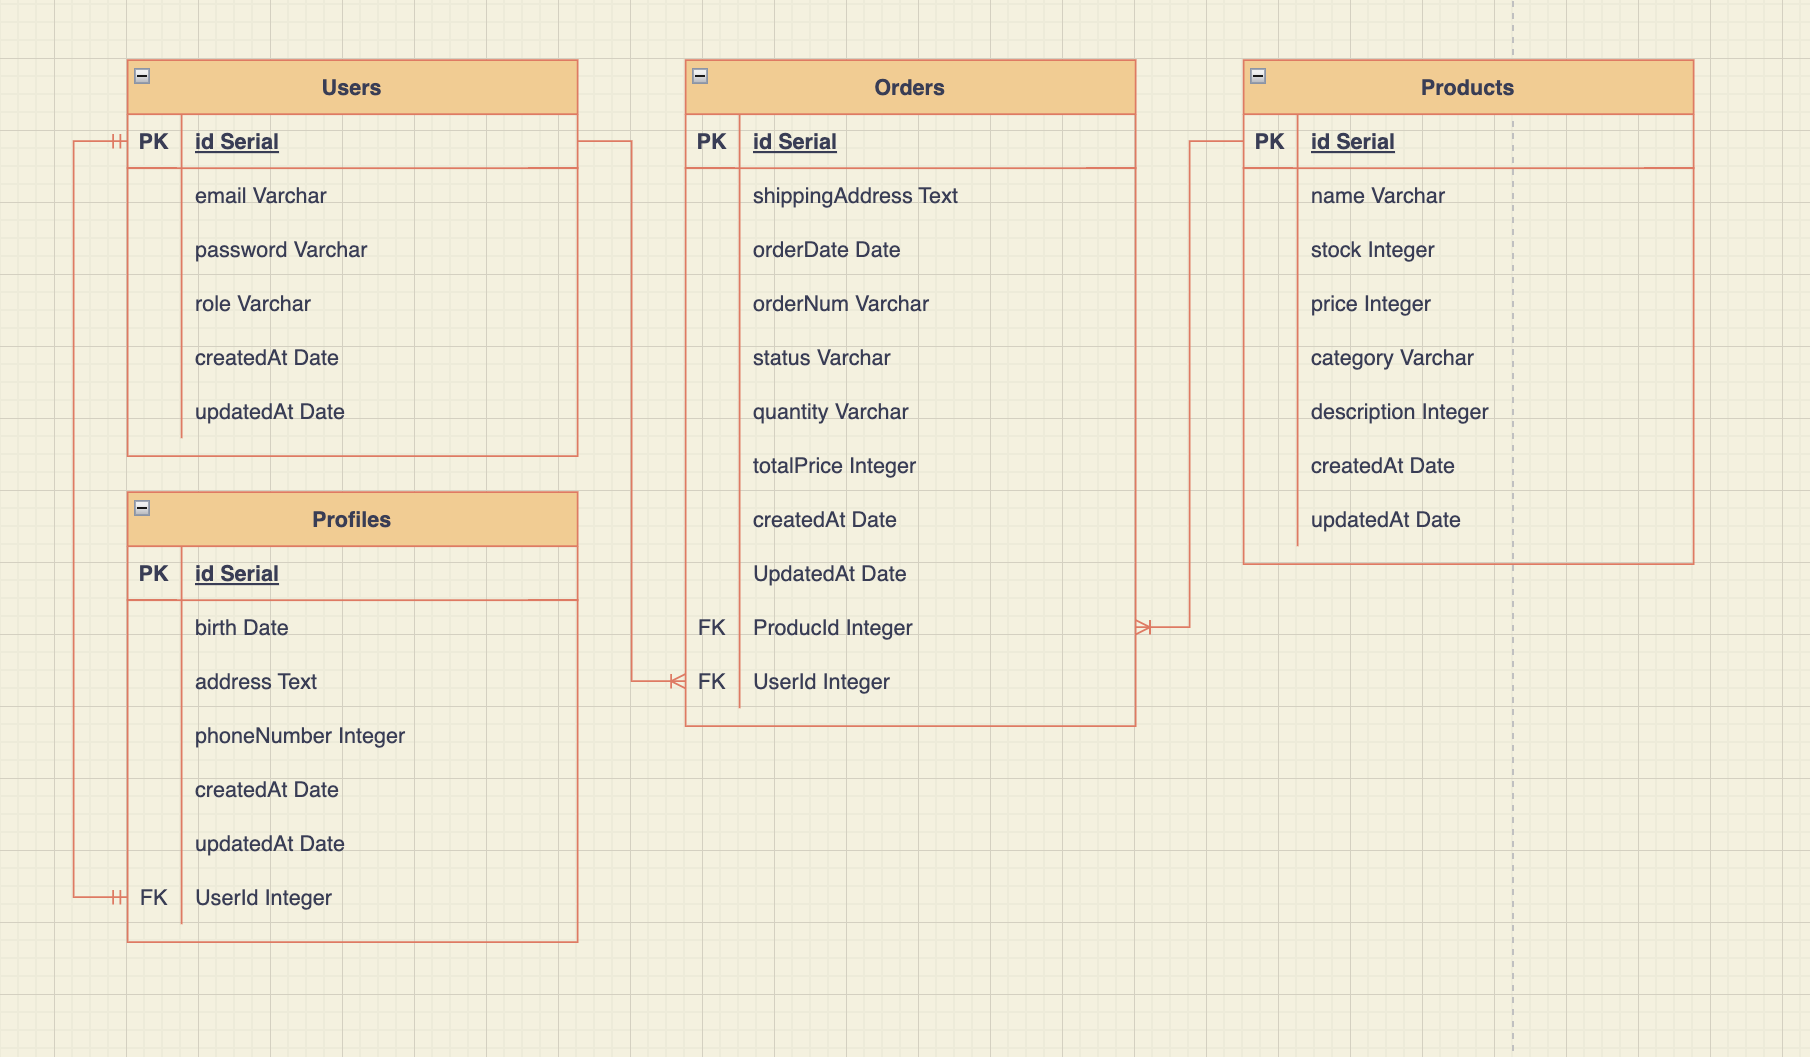 Users
PK id Serial
email Varchar
password Varchar
role Varchar
createdAt Date
updatedAt Date
Profiles
PK id Serial
birth Date
address Text
phoneNumber Integer
createdAt Date
updatedAt Date
FK UserId Integer
Orders
PK id Serial
shippingAddress Text
orderDate Date
orderNum Varchar
status Varchar
quantity Varchar
totalPrice Integer
createdAt Date
UpdatedAt Date
FK ProducId Integer
FK UserId Integer
Products
PK id Serial
name Varchar
stock Integer
price Integer
category Varchar
description Integer
createdAt Date
updatedAt Date